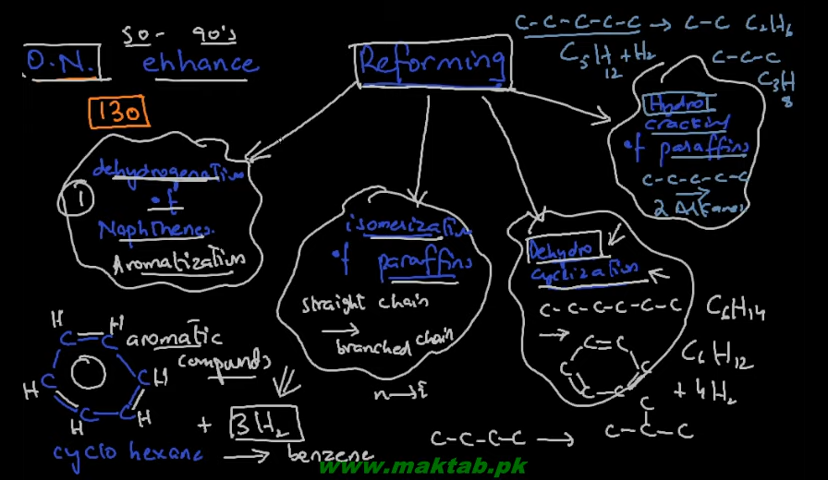 50- 90's
O.N. ehhance
130
Reforming
C-C-C-C-C → C-C C2H6
C5H12 + H2
C-C-C
C3H8
Hydro
cracking
of paraffins
C-C-C-C-C
→
2 Alkanes
1
dehydrogenation
of
Naphthenes.
Aromatization
isomerization
of paraffins
straight chain
→ branched chain
n→i
Dehydro
cyclization
C-C-C-C-C-C
→
C=C
C C
C-C
C6H14
C6H12
+ 4H2
H H
C=C
C CH
C-C
H H H
aromatic
compounds
+ 3H2
cyclo hexane → benzene
C-C-C-C → C-C-C
C
www.maktab.pk